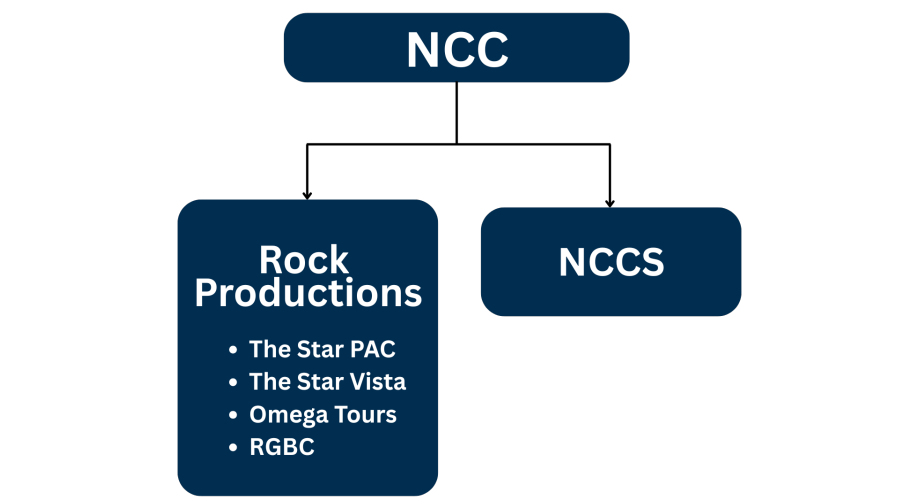 NCC
Rock
Productions
• The Star PAC
• The Star Vista
• Omega Tours
• RGBC
NCCS